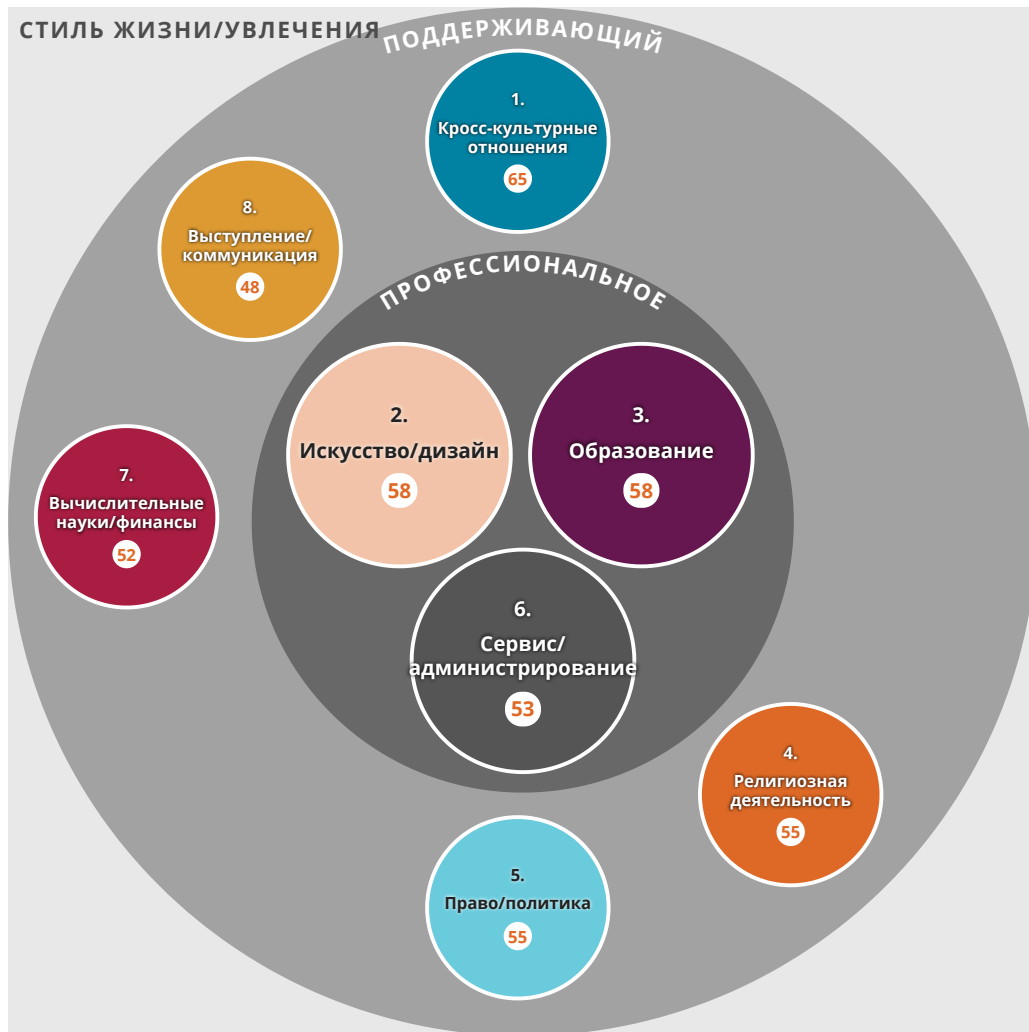 СТИЛЬ ЖИЗНИ/УВЛЕЧЕНИЯ
ПОДДЕРЖИВАЮЩИЙ
1.
Кросс-культурные
отношения
65
8.
Выступление/
коммуникация
48
ПРОФЕССИОНАЛЬНОЕ
2.
Искусство/дизайн
58
3.
Образование
58
7.
Вычислительные
науки/финансы
52
6.
Сервис/
администрирование
53
4.
Религиозная
деятельность
55
5.
Право/политика
55